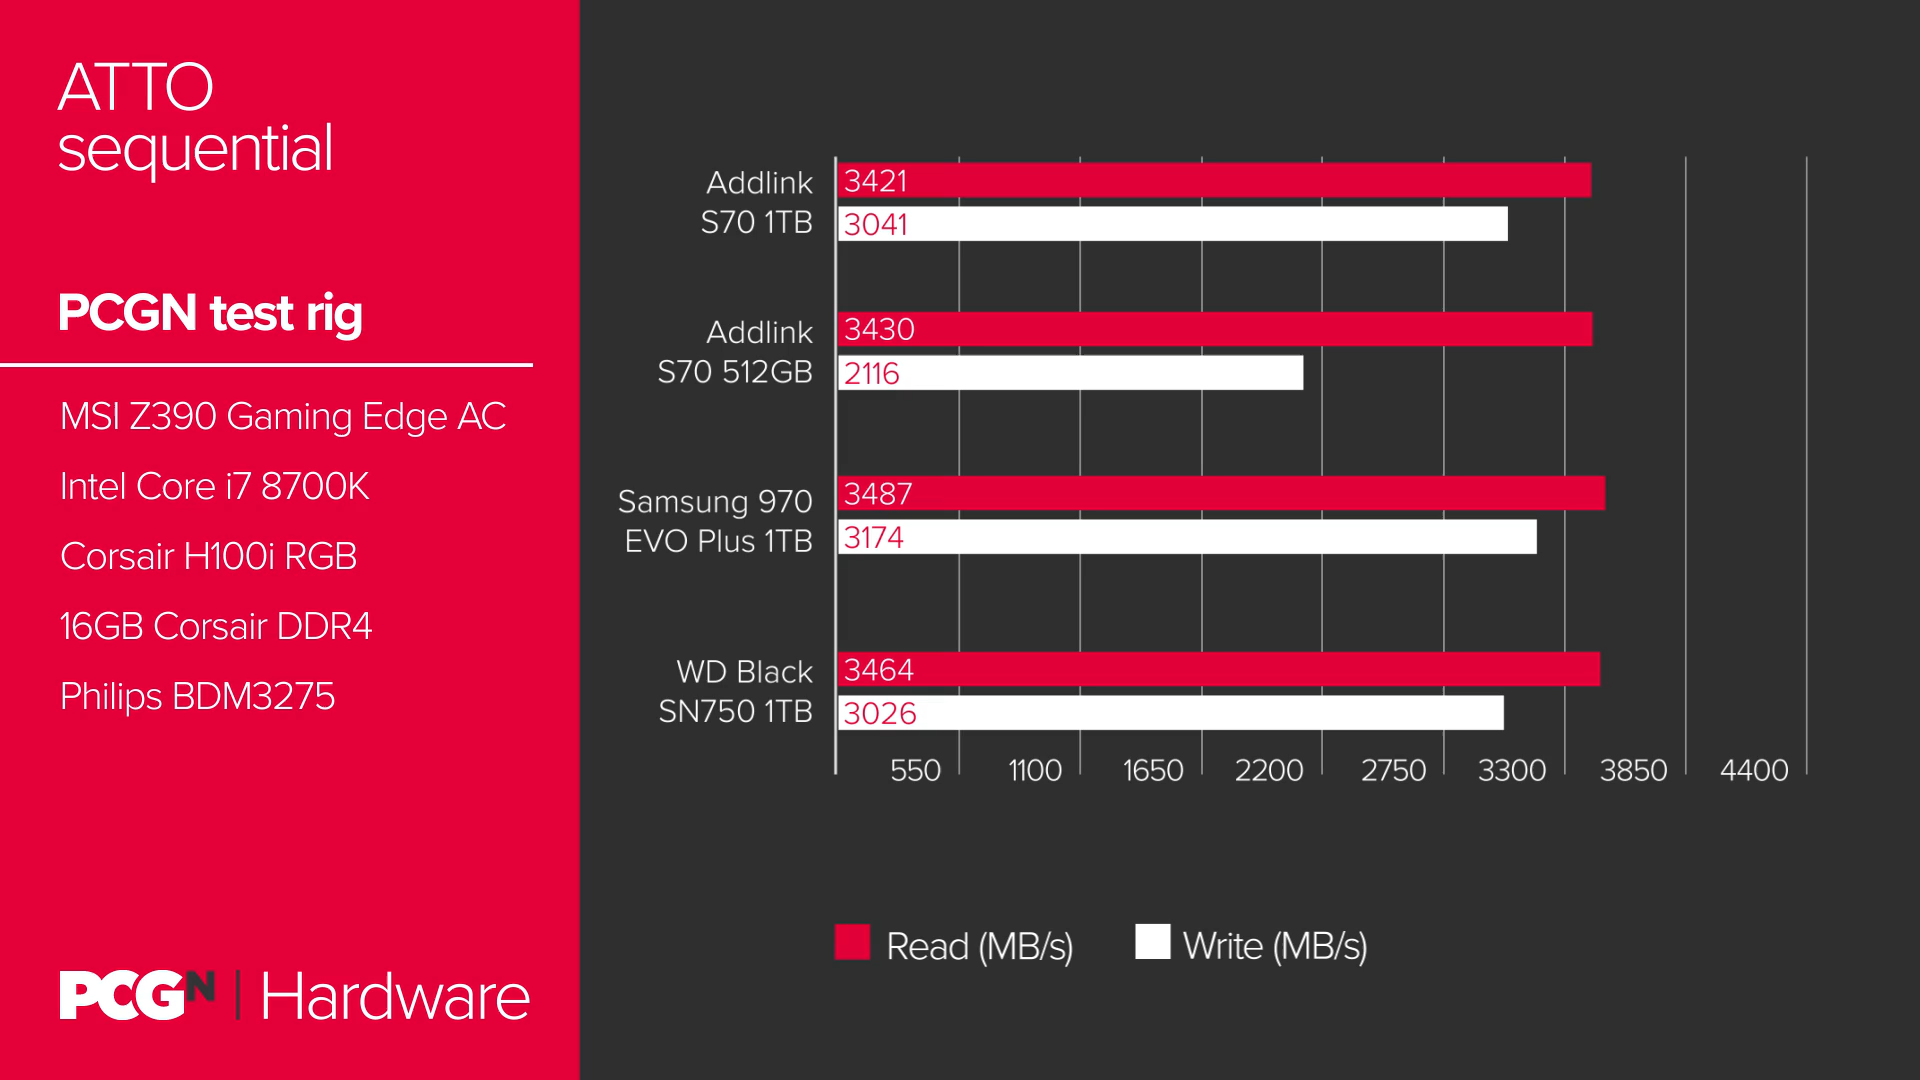 ATTO
sequential
PCGN test rig
MSI Z390 Gaming Edge AC
Intel Core i7 8700K
Corsair H100i RGB
16GB Corsair DDR4
Philips BDM3275
PCGN | Hardware
Addlink
S70 1TB
3421
3041
Addlink
S70 512GB
3430
2116
Samsung 970
EVO Plus 1TB
3487
3174
WD Black
SN750 1TB
3464
3026
550 1100 1650 2200 2750 3300 3850 4400
Read (MB/s) Write (MB/s)